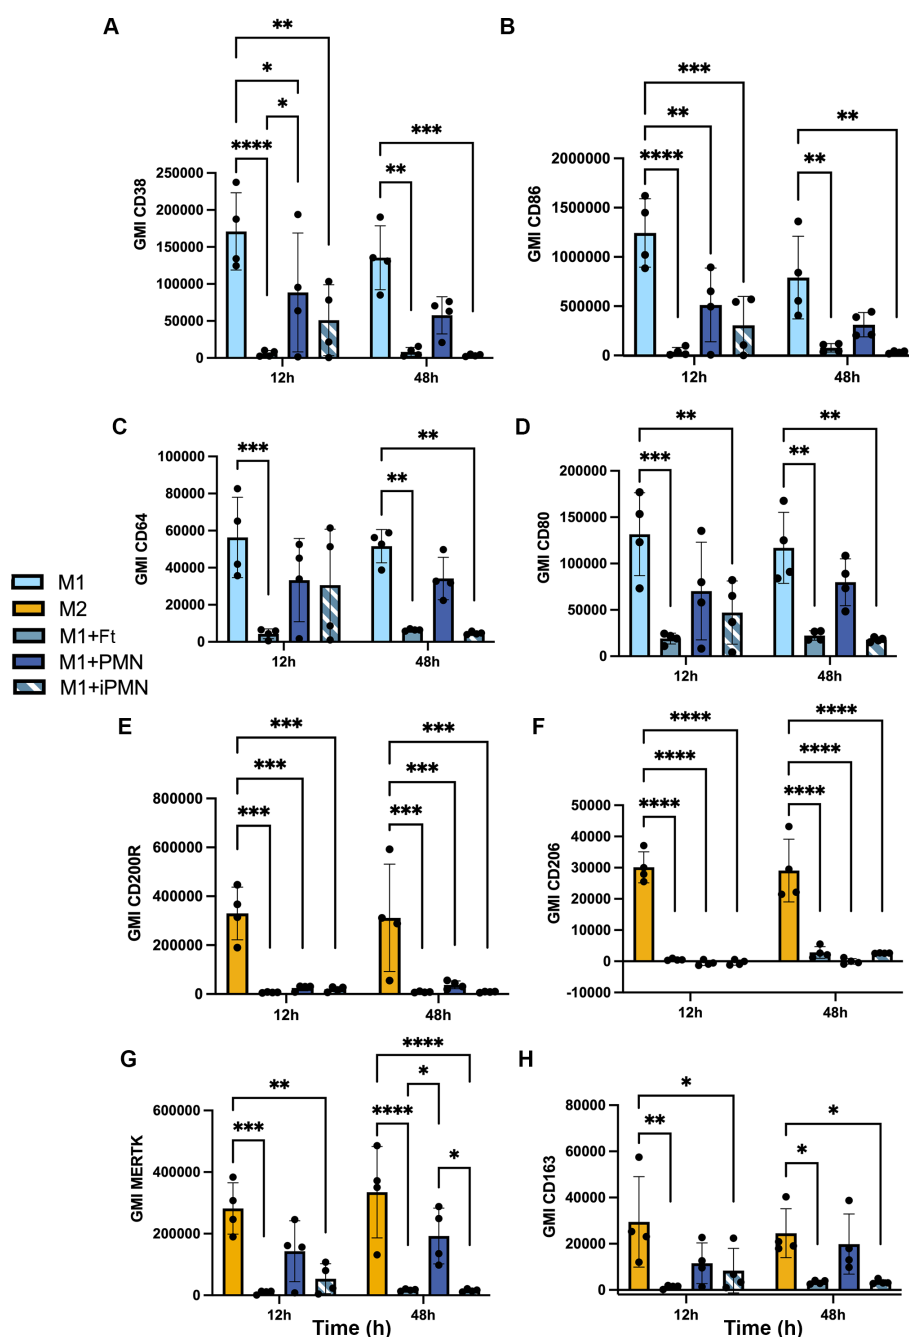 A
GMI CD38
250000
200000
150000
100000
50000
0
**
*
*
****
***
**
12h
48h
B
GMI CD86
2000000
1500000
1000000
500000
0
***
**
****
**
**
12h
48h
C
GMI CD64
100000
80000
60000
40000
20000
0
***
**
**
12h
48h
D
GMI CD80
200000
150000
100000
50000
0
**
***
**
**
12h
48h
M1
M2
M1+Ft
M1+PMN
M1+iPMN
E
GMI CD200R
800000
600000
400000
200000
0
***
***
***
***
***
***
12h
48h
F
GMI CD206
50000
40000
30000
20000
10000
0
-10000
****
****
****
****
****
****
12h
48h
G
GMI MERTK
600000
400000
200000
0
**
***
****
*
****
*
12h
48h
H
GMI CD163
80000
60000
40000
20000
0
*
**
*
*
12h
48h
Time (h)
Time (h)